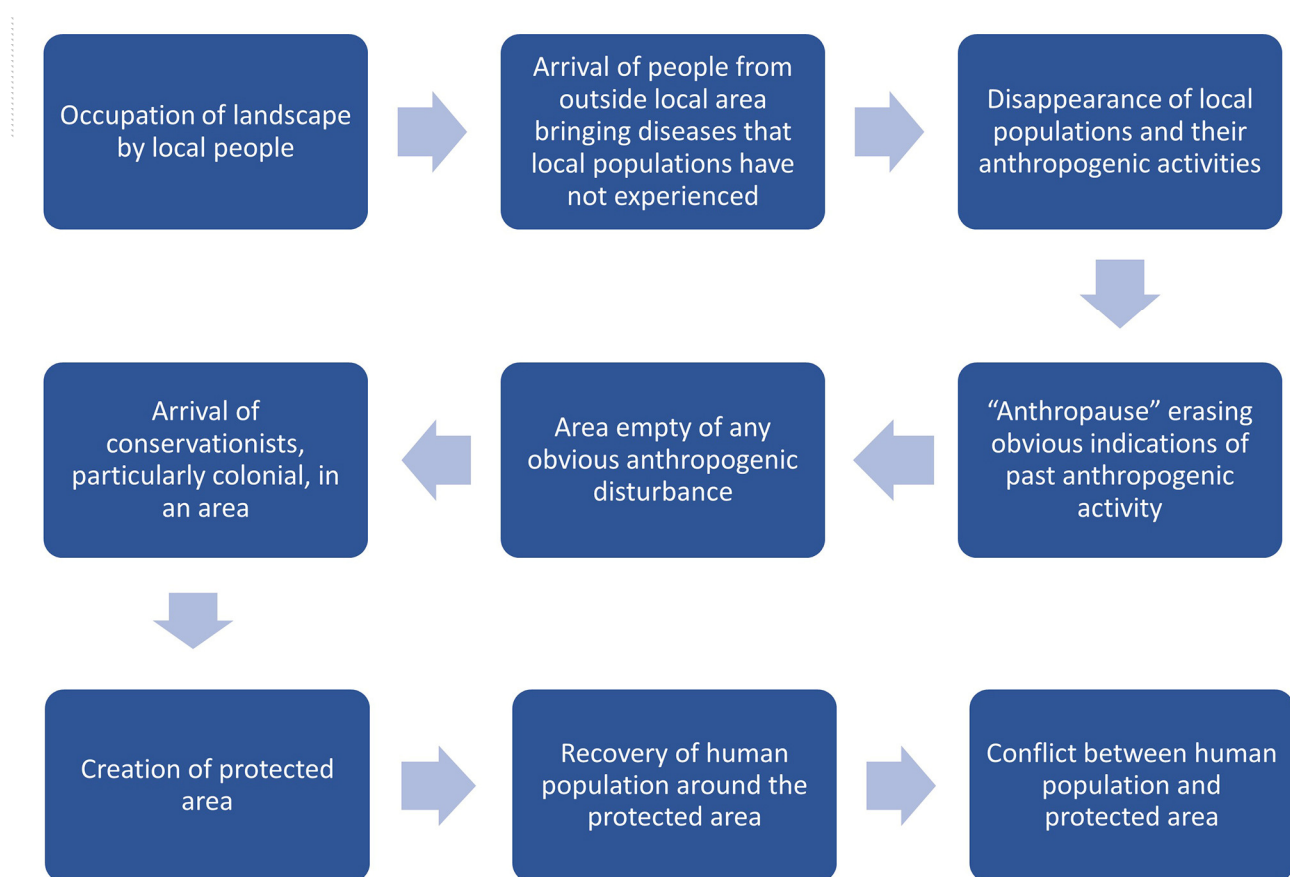 Occupation of landscape
by local people
Arrival of people from
outside local area
bringing diseases that
local populations have
not experienced
Disappearance of local
populations and their
anthropogenic activities
“Anthropause” erasing
obvious indications of
past anthropogenic
activity
Area empty of any
obvious anthropogenic
disturbance
Arrival of
conservationists,
particularly colonial, in
an area
Creation of protected
area
Recovery of human
population around the
protected area
Conflict between human
population and
protected area